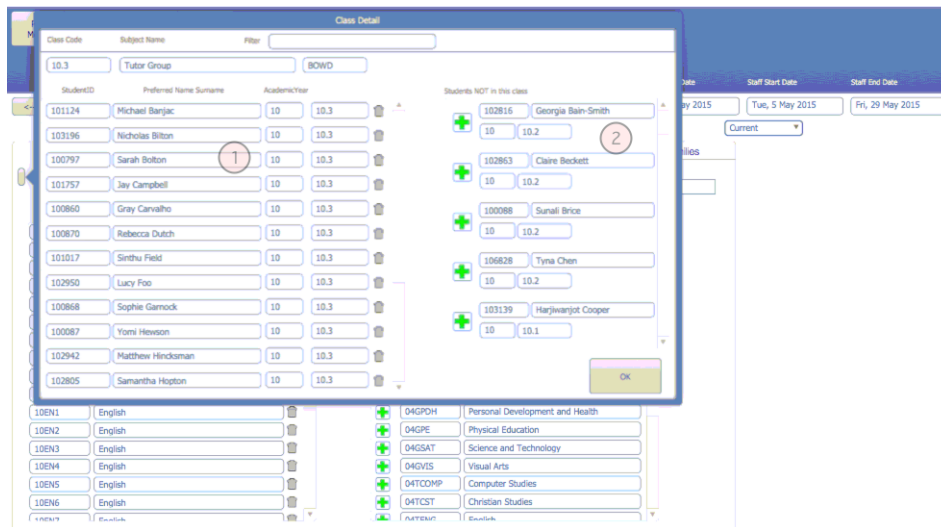 Class Detail
Class Code Subject Name Filter
10.3 Tutor Group BOWD
StudentID Preferred Name Surname AcademicYear
101124 Michael Banjac 10 10.3
103196 Nicholas Bilton 10 10.3
100797 Sarah Bolton 10 10.3
101757 Jay Campbell 10 10.3
100860 Gray Carvalho 10 10.3
100870 Rebecca Dutch 10 10.3
101017 Sinthu Field 10 10.3
102950 Lucy Foo 10 10.3
100868 Sophie Garnock 10 10.3
100087 Yomi Hewson 10 10.3
102942 Matthew Hincksman 10 10.3
102805 Samantha Hopton 10 10.3
1
Students NOT in this class
102816 Georgia Bain-Smith
10 10.2
102863 Claire Beckett
10 10.2
100088 Sunali Brice
10 10.2
106828 Tyna Chen
10 10.2
103139 Harjiwanjot Cooper
10 10.1
2
OK
Date Staff Start Date Staff End Date
ay 2015 Tue, 5 May 2015 Fri, 29 May 2015
Current
ilies
<-
10EN1 English
10EN2 English
10EN3 English
10EN4 English
10EN5 English
10EN6 English
10EN7 English
04GPDH Personal Development and Health
04GPE Physical Education
04GSAT Science and Technology
04GVIS Visual Arts
04TCOMP Computer Studies
04TCST Christian Studies
04TENG English